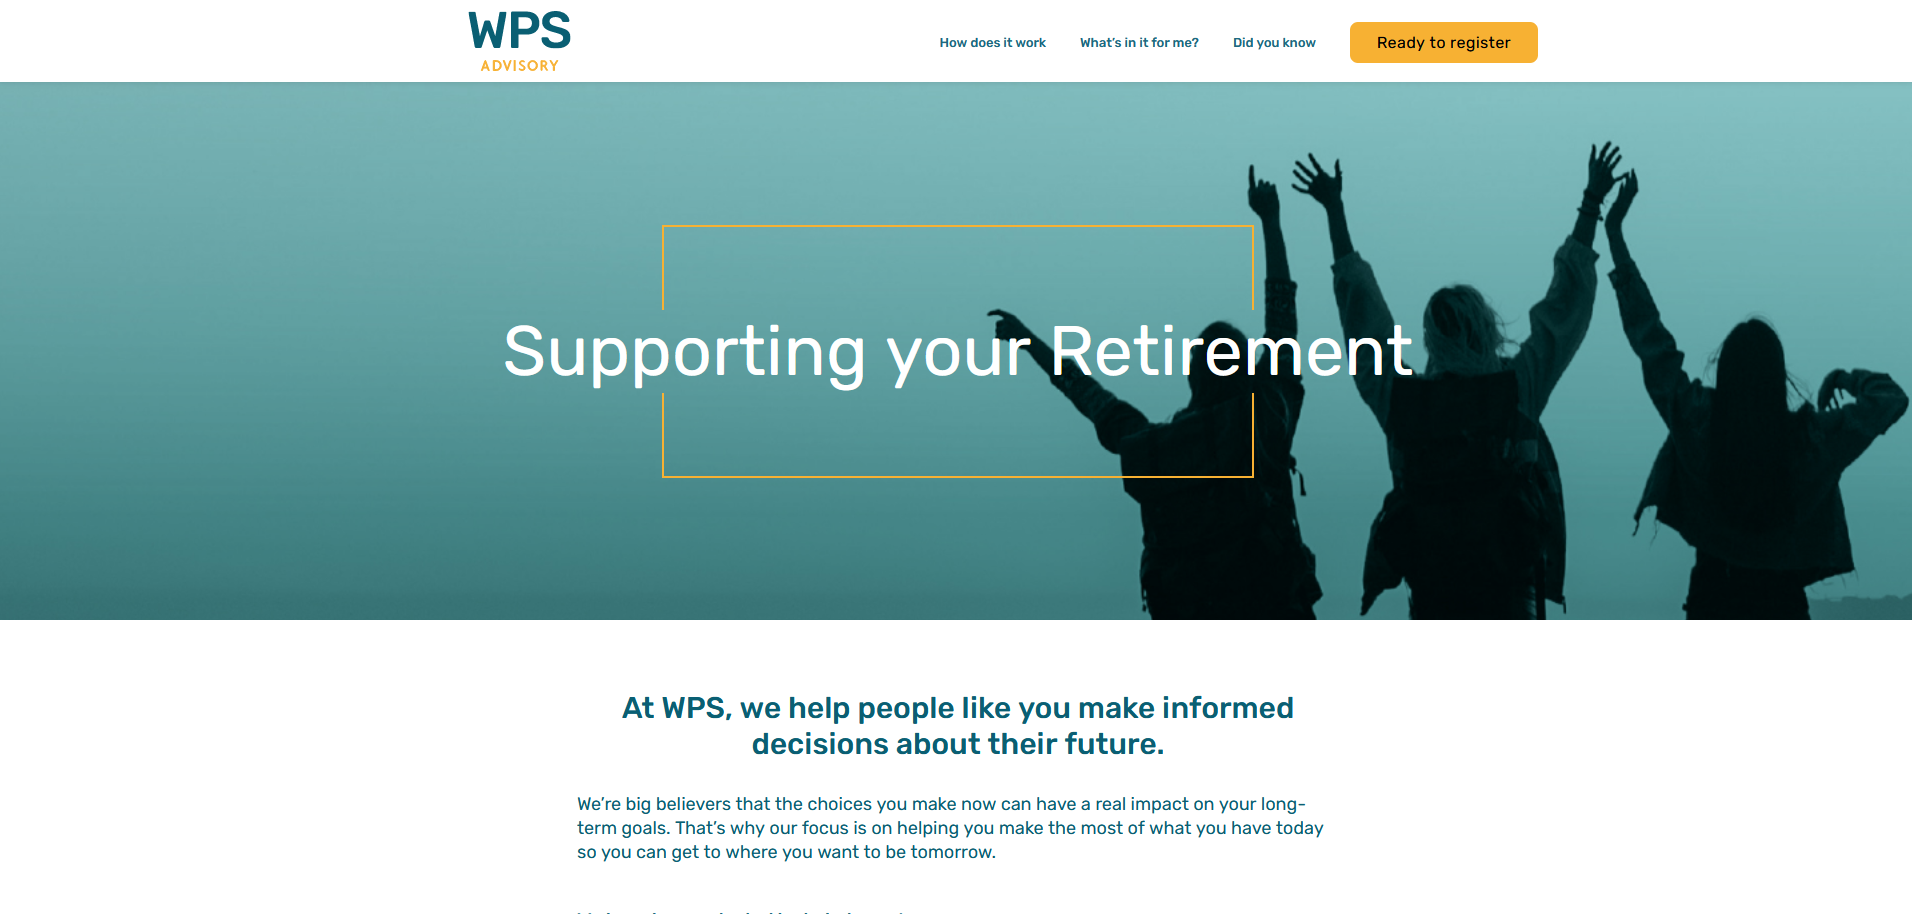 WPS
ADVISORY
How does it work
What's in it for me?
Did you know
Ready to register
Supporting your Retirement
At WPS, we help people like you make informed
decisions about their future.
We're big believers that the choices you make now can have a real impact on your long-
term goals. That's why our focus is on helping you make the most of what you have today
so you can get to where you want to be tomorrow.